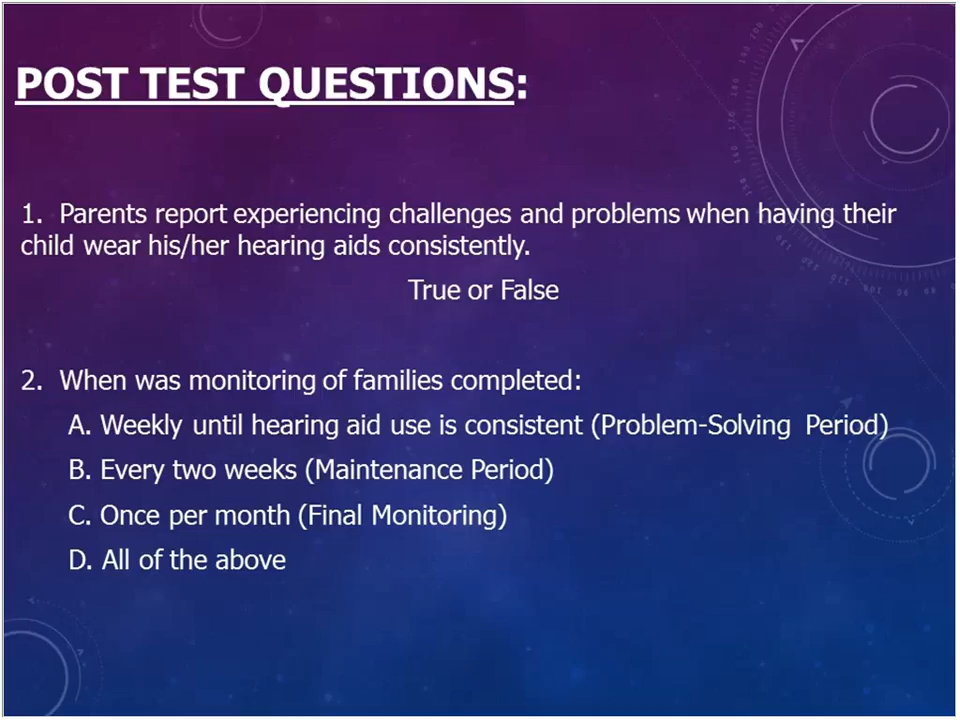 POST TEST QUESTIONS:
1. Parents report experiencing challenges and problems when having their
child wear his/her hearing aids consistently.
True or False
2. When was monitoring of families completed:
A. Weekly until hearing aid use is consistent (Problem-Solving Period)
B. Every two weeks (Maintenance Period)
C. Once per month (Final Monitoring)
D. All of the above